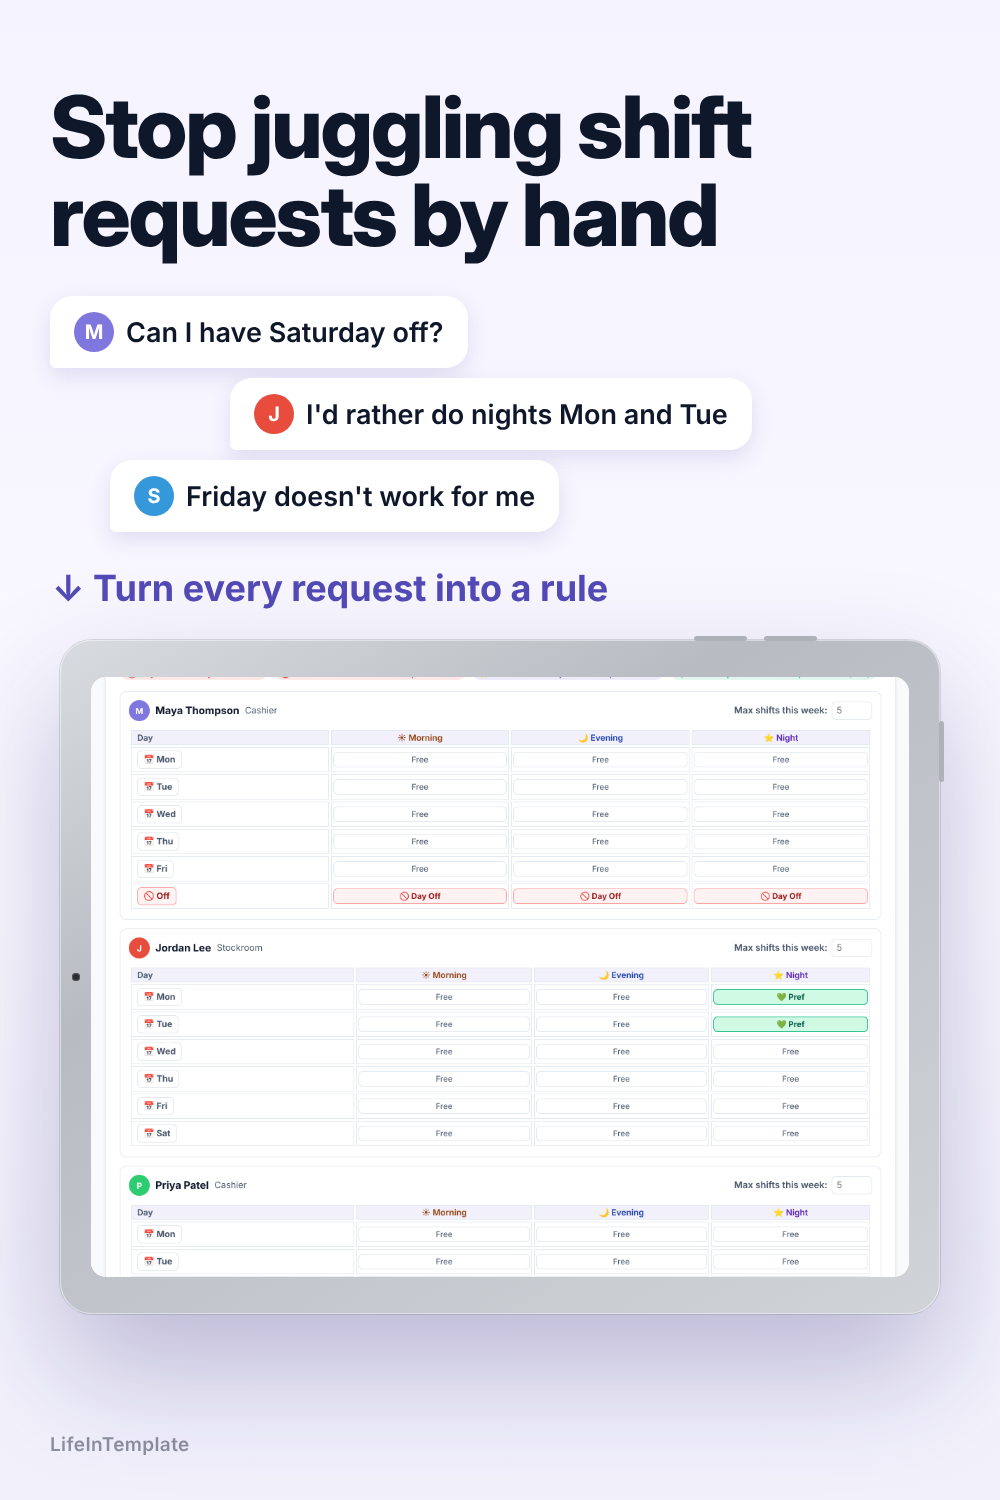 Stop juggling shift
requests by hand
M Can I have Saturday off?
J I'd rather do nights Mon and Tue
S Friday doesn't work for me
↓ Turn every request into a rule
M Maya Thompson Cashier Max shifts this week: 5
Day ☀ Morning 🌙 Evening ⭐ Night
📅 Mon Free Free Free
📅 Tue Free Free Free
📅 Wed Free Free Free
📅 Thu Free Free Free
📅 Fri Free Free Free
🚫 Off 🚫 Day Off 🚫 Day Off 🚫 Day Off
J Jordan Lee Stockroom Max shifts this week: 5
Day ☀ Morning 🌙 Evening ⭐ Night
📅 Mon Free Free 💚 Pref
📅 Tue Free Free 💚 Pref
📅 Wed Free Free Free
📅 Thu Free Free Free
📅 Fri Free Free Free
📅 Sat Free Free Free
P Priya Patel Cashier Max shifts this week: 5
Day ☀ Morning 🌙 Evening ⭐ Night
📅 Mon Free Free Free
📅 Tue Free Free Free
LifeInTemplate